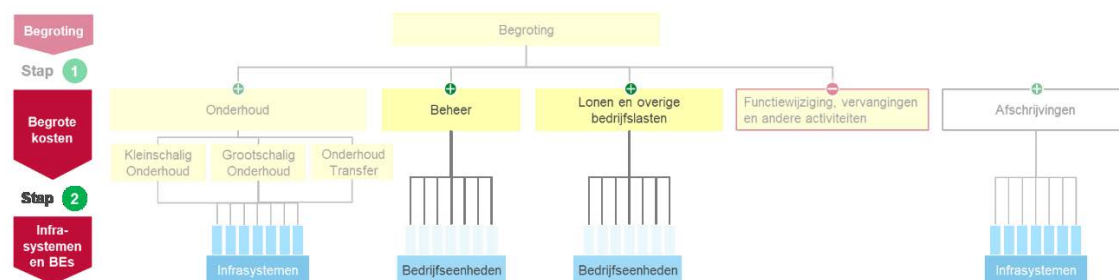 Begroting
Begroting
Stap 1
Begrote
kosten
Onderhoud
Beheer
Lonen en overige
bedrijfslasten
Functiewijziging, vervangingen
en andere activiteiten
Afschrijvingen
Kleinschalig
Onderhoud
Grootschalig
Onderhoud
Onderhoud
Transfer
Stap 2
Infra-
systemen
en BEs
Infrasystemen
Bedrijfseenheden
Bedrijfseenheden
Infrasystemen